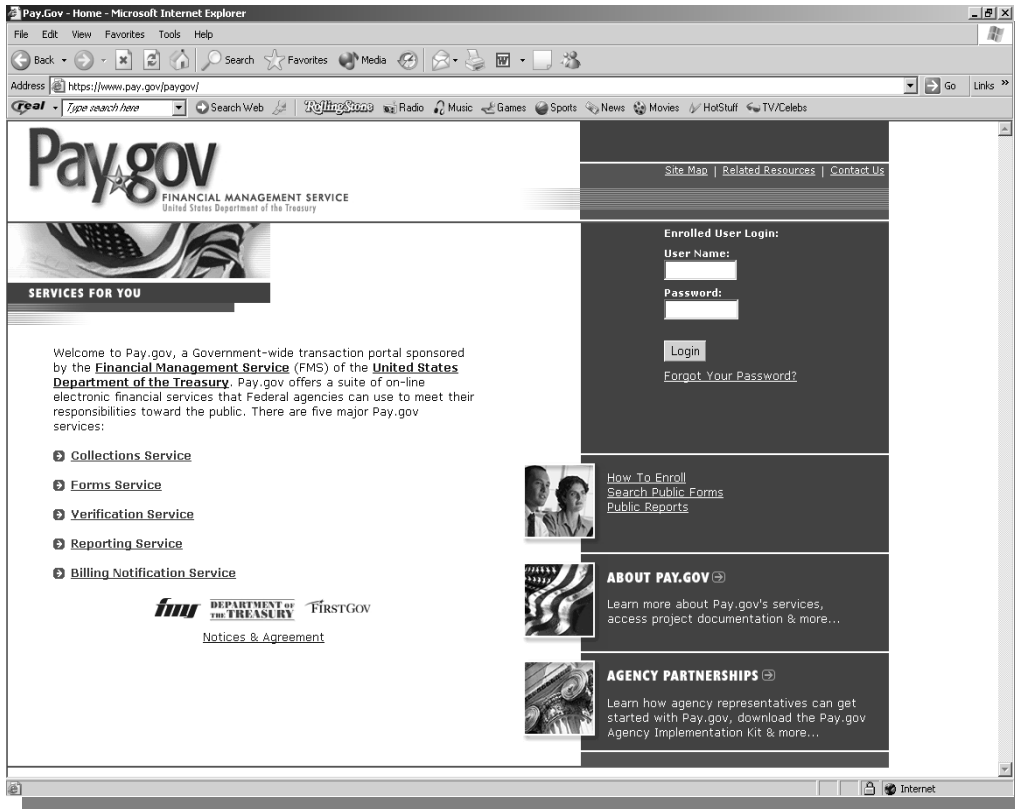 Pay.Gov - Home - Microsoft Internet Explorer
File Edit View Favorites Tools Help
Back Search Favorites Media
Address https://www.pay.gov/paygov/ Go Links »
real Type search here Search Web RollingStone Radio Music Games Sports News Movies HotStuff TV/Celebs
Pay.gov
FINANCIAL MANAGEMENT SERVICE
United States Department of the Treasury
Site Map | Related Resources | Contact Us
SERVICES FOR YOU
Enrolled User Login:
User Name:
Password:
Login
Forgot Your Password?
Welcome to Pay.gov, a Government-wide transaction portal sponsored
by the Financial Management Service (FMS) of the United States
Department of the Treasury. Pay.gov offers a suite of on-line
electronic financial services that Federal agencies can use to meet their
responsibilities toward the public. There are five major Pay.gov
services:
Collections Service
Forms Service
Verification Service
Reporting Service
Billing Notification Service
fms DEPARTMENT OF THE TREASURY FIRSTGOV
Notices & Agreement
How To Enroll
Search Public Forms
Public Reports
ABOUT PAY.GOV
Learn more about Pay.gov's services,
access project documentation & more...
AGENCY PARTNERSHIPS
Learn how agency representatives can get
started with Pay.gov, download the Pay.gov
Agency Implementation Kit & more...
Internet